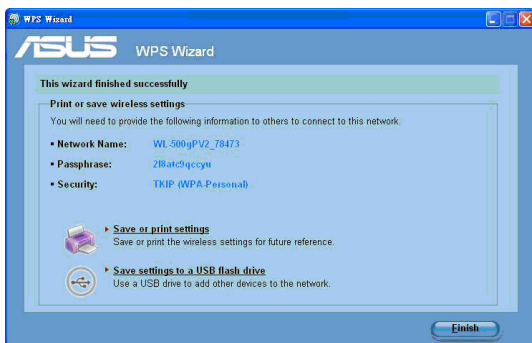 WPS Wizard
ASUS WPS Wizard
This wizard finished successfully
Print or save wireless settings
You will need to provide the following information to others to connect to this network.
▪ Network Name: WL-500gPV2_78473
▪ Passphrase: 2l8atc9qccyu
▪ Security: TKIP (WPA-Personal)
Save or print settings
Save or print the wireless settings for future reference.
Save settings to a USB flash drive
Use a USB drive to add other devices to the network.
Finish